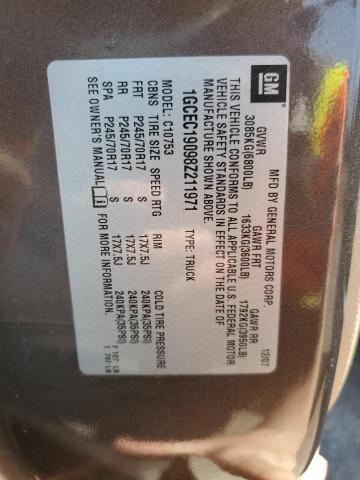 GM
MFD BY GENERAL MOTORS CORP 12/07
GVWR GAWR FRT GAWR RR
3085KG(6800LB) 1633KG(3600LB) 1792KG(3950LB)
THIS VEHICLE CONFORMS TO ALL APPLICABLE U.S. FEDERAL MOTOR
VEHICLE SAFETY STANDARDS IN EFFECT ON THE DATE OF
MANUFACTURE SHOWN ABOVE.
1GCEC19098Z211971 TYPE: TRUCK
C10753
CBNS TIRE SIZE SPEED RTG RIM COLD TIRE PRESSURE
FRT P245/70R17 S 17X7.5J 240KPA(35PSI)
RR P245/70R17 S 17X7.5J 240KPA(35PSI)
SPA P245/70R17 S 17X7.5J 240KPA(35PSI)
SEE OWNER'S MANUAL FOR MORE INFORMATION.